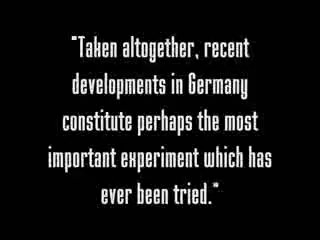 "Taken altogether, recent
developments in Germany
constitute perhaps the most
important experiment which has
ever been tried."